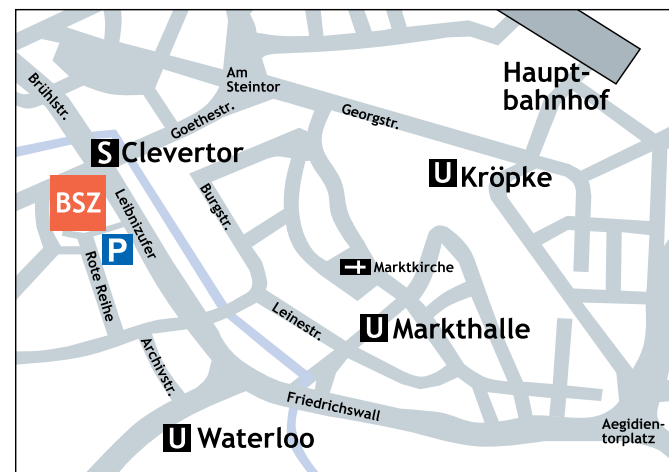 Haupt-
bahnhof
Am
Steintor
Brühlstr.
Goethestr.
Georgstr.
S Clevertor
U Kröpke
BSZ
Leibnizufer
Burgstr.
P
Rote Reihe
Marktkirche
Leinestr.
U Markthalle
Archivstr.
Friedrichswall
U Waterloo
Aegidien-
torplatz